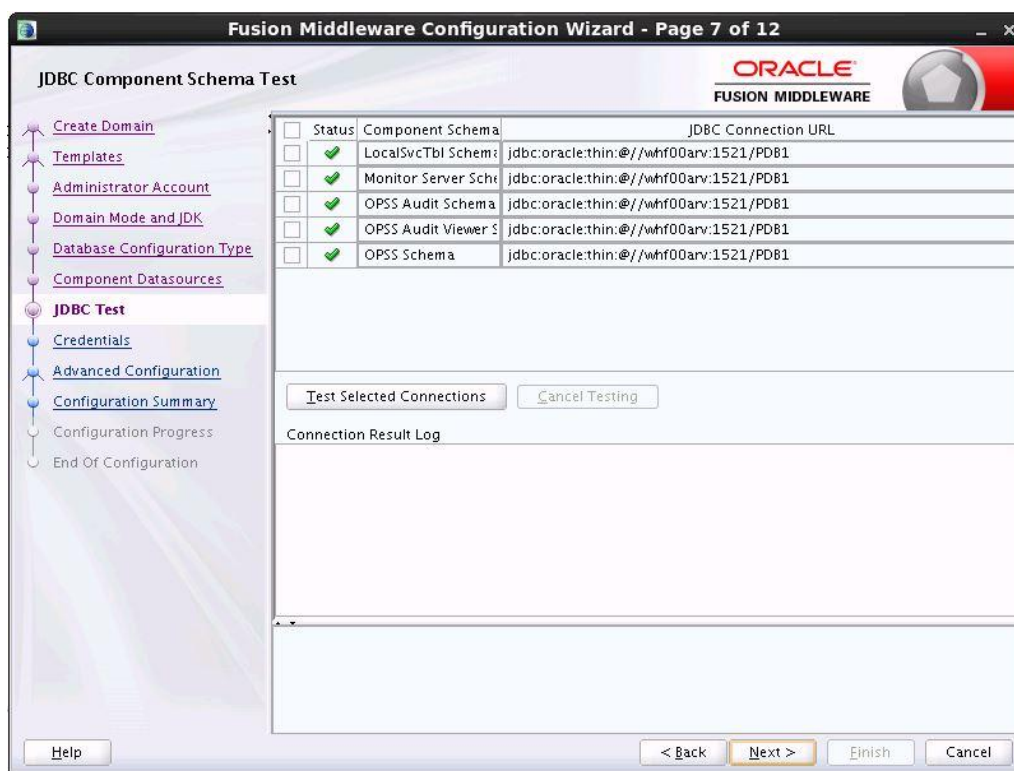 Fusion Middleware Configuration Wizard - Page 7 of 12
JDBC Component Schema Test
ORACLE
FUSION MIDDLEWARE
Create Domain
Templates
Administrator Account
Domain Mode and JDK
Database Configuration Type
Component Datasources
JDBC Test
Credentials
Advanced Configuration
Configuration Summary
Configuration Progress
End Of Configuration
Status Component Schema JDBC Connection URL
LocalSvcTbl Schema jdbc:oracle:thin:@//whf00arv:1521/PDB1
Monitor Server Sche jdbc:oracle:thin:@//whf00arv:1521/PDB1
OPSS Audit Schema jdbc:oracle:thin:@//whf00arv:1521/PDB1
OPSS Audit Viewer S jdbc:oracle:thin:@//whf00arv:1521/PDB1
OPSS Schema jdbc:oracle:thin:@//whf00arv:1521/PDB1
Test Selected Connections Cancel Testing
Connection Result Log
Help < Back Next > Finish Cancel